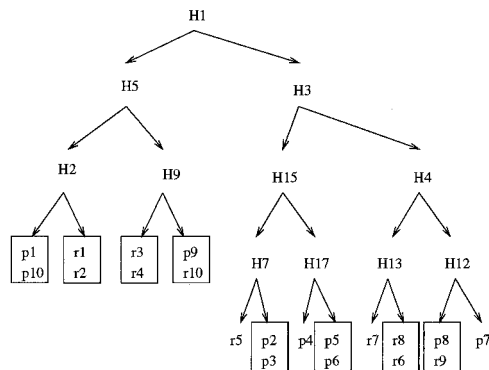 H1
H5 H3
H2 H9 H15 H4
p1 r1 r3 p9
p10 r2 r4 r10
H7 H17 H13 H12
r5 p2 p4 p5 r7 r8 p8 p7
p3 p6 r6 r9